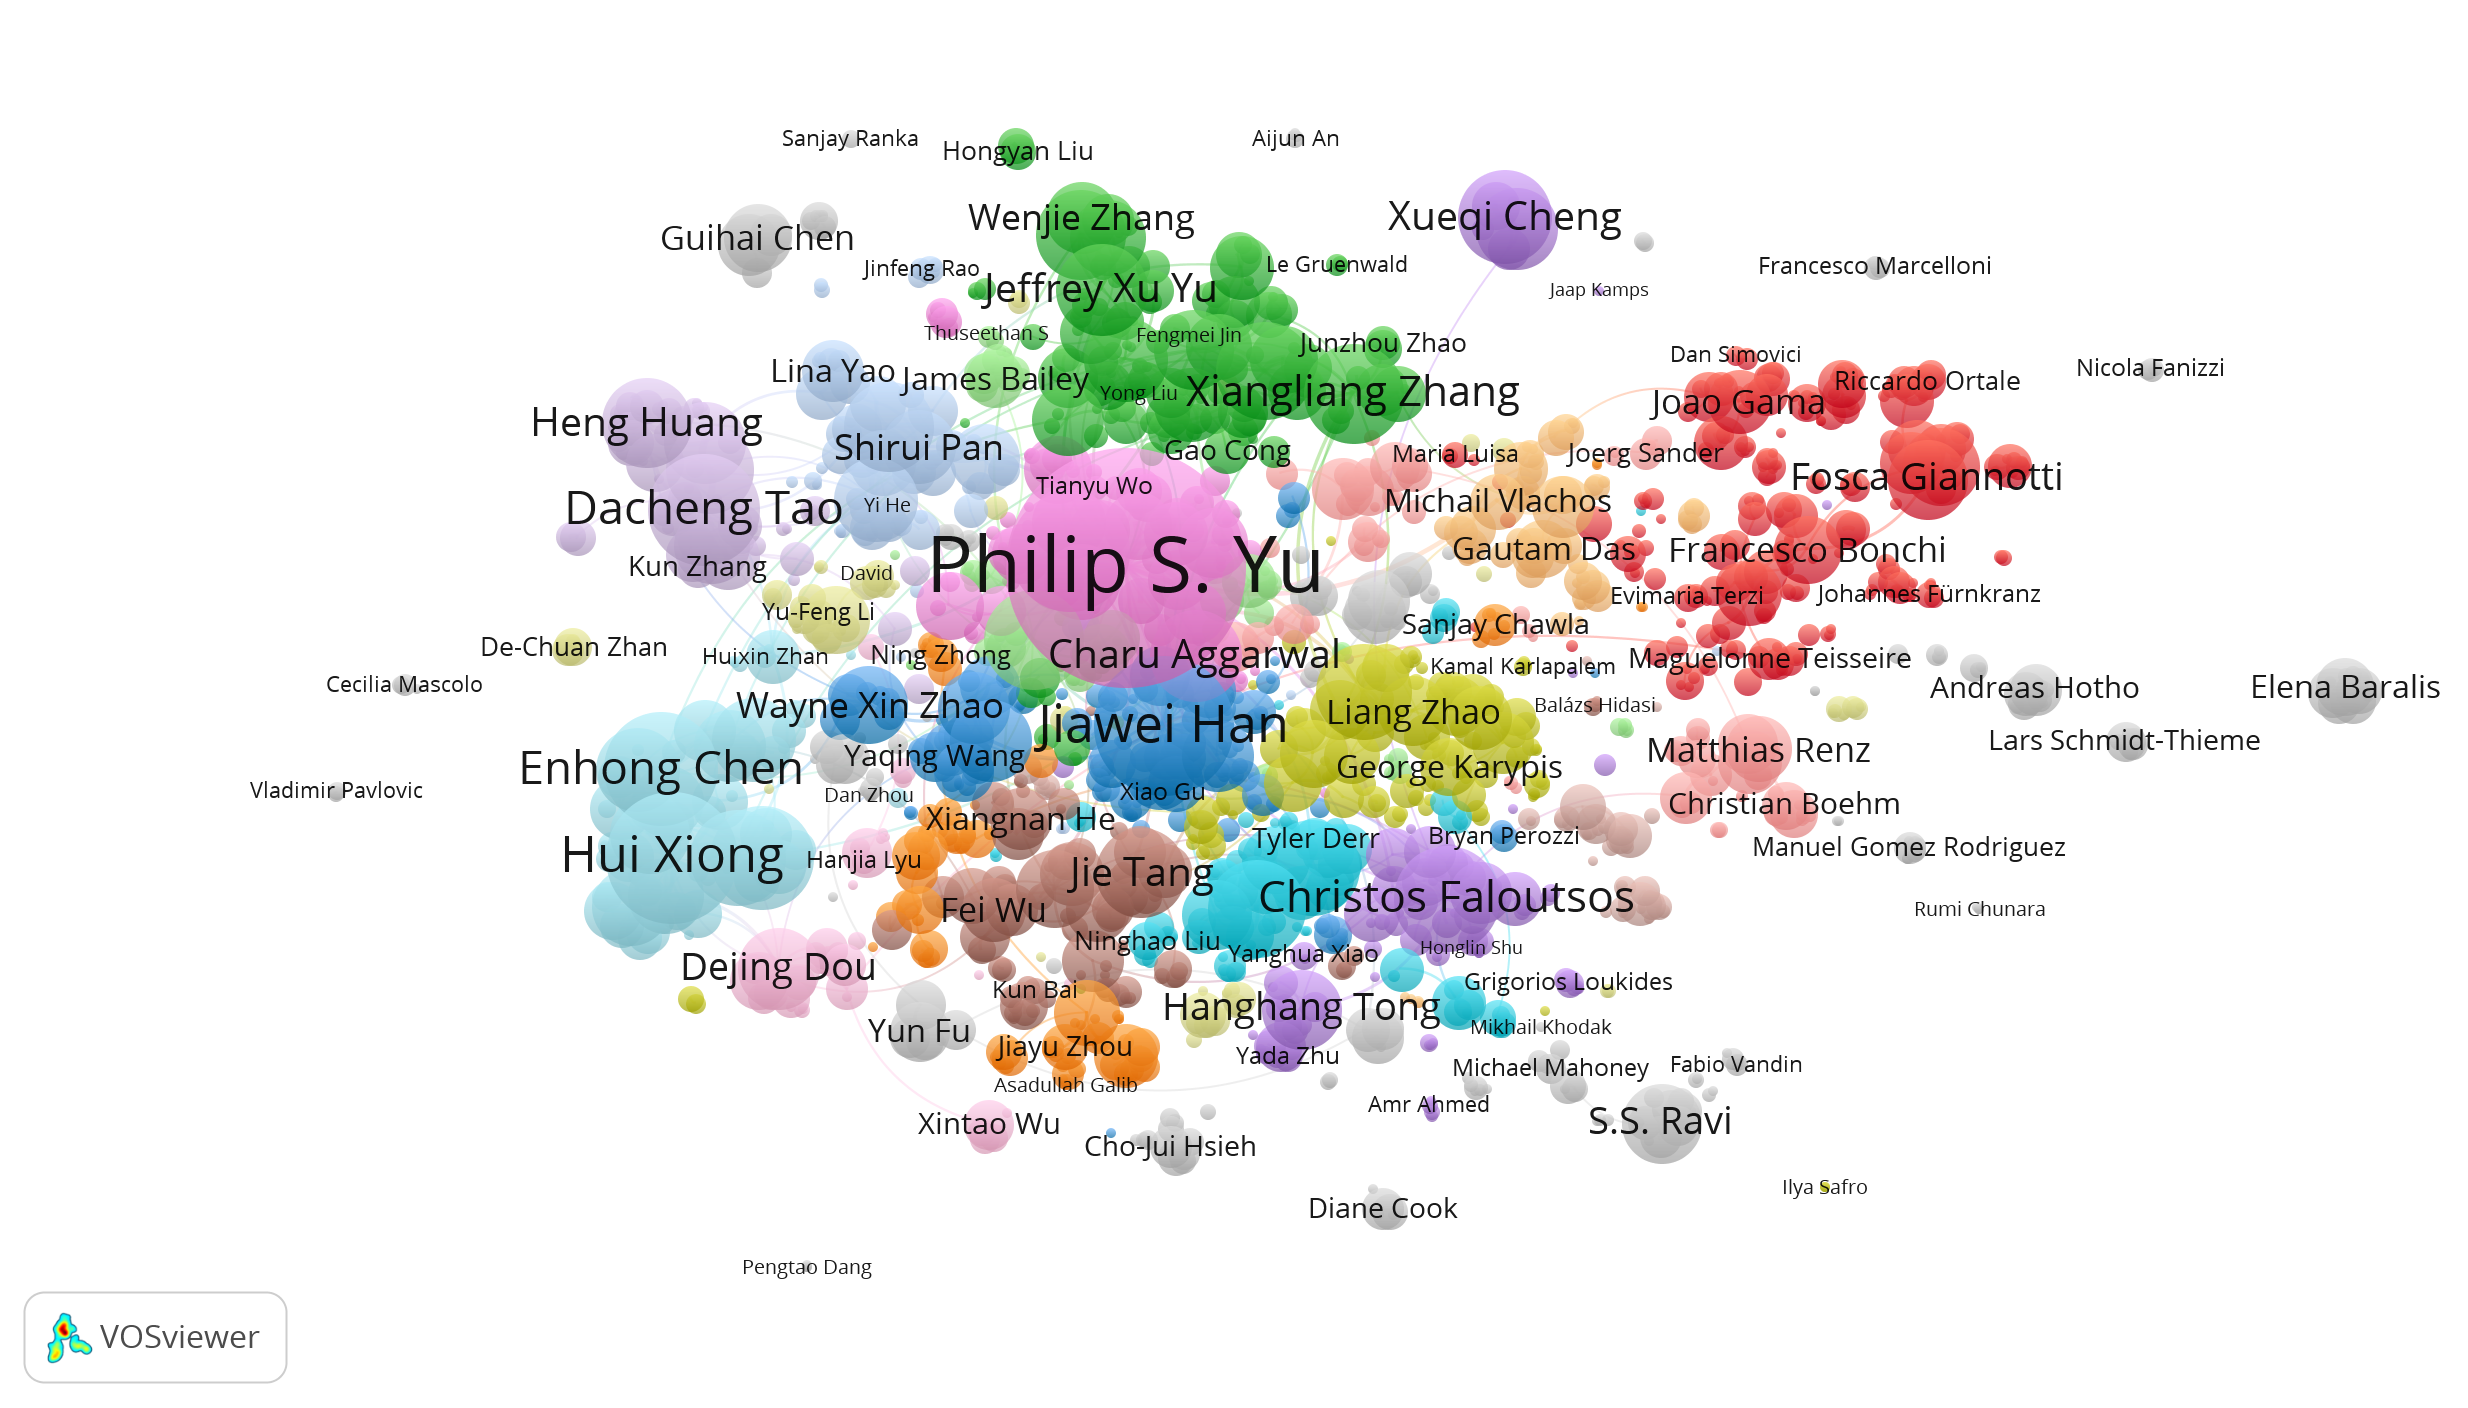 Sanjay Ranka
Hongyan Liu
Aijun An
Wenjie Zhang
Xueqi Cheng
Guihai Chen
Jinfeng Rao
Le Gruenwald
Francesco Marcelloni
Jeffrey Xu Yu
Jaap Kamps
Thuseethan S
Fengmei Jin
Junzhou Zhao
Dan Simovici
Nicola Fanizzi
Lina Yao
James Bailey
Riccardo Ortale
Yong Liu
Xiangliang Zhang
Joao Gama
Heng Huang
Shirui Pan
Gao Cong
Maria Luisa
Joerg Sander
Fosca Giannotti
Tianyu Wo
Michail Vlachos
Dacheng Tao
Yi He
Philip S. Yu
Gautam Das
Francesco Bonchi
Kun Zhang
David
Evimaria Terzi
Johannes Fürnkranz
Yu-Feng Li
Sanjay Chawla
De-Chuan Zhan
Huixin Zhan
Ning Zhong
Charu Aggarwal
Kamal Karlapalem
Maguelonne Teisseire
Cecilia Mascolo
Andreas Hotho
Elena Baralis
Wayne Xin Zhao
Jiawei Han
Liang Zhao
Balázs Hidasi
Lars Schmidt-Thieme
Enhong Chen
Yaqing Wang
George Karypis
Matthias Renz
Vladimir Pavlovic
Dan Zhou
Xiao Gu
Christian Boehm
Xiangnan He
Tyler Derr
Bryan Perozzi
Manuel Gomez Rodriguez
Hui Xiong
Hanjia Lyu
Jie Tang
Christos Faloutsos
Fei Wu
Rumi Chunara
Ninghao Liu
Yanghua Xiao
Honglin Shu
Dejing Dou
Kun Bai
Grigorios Loukides
Hanghang Tong
Yun Fu
Mikhail Khodak
Jiayu Zhou
Yada Zhu
Michael Mahoney
Fabio Vandin
Asadullah Galib
Amr Ahmed
Xintao Wu
S.S. Ravi
Cho-Jui Hsieh
Ilya Safro
Diane Cook
Pengtao Dang
VOSviewer